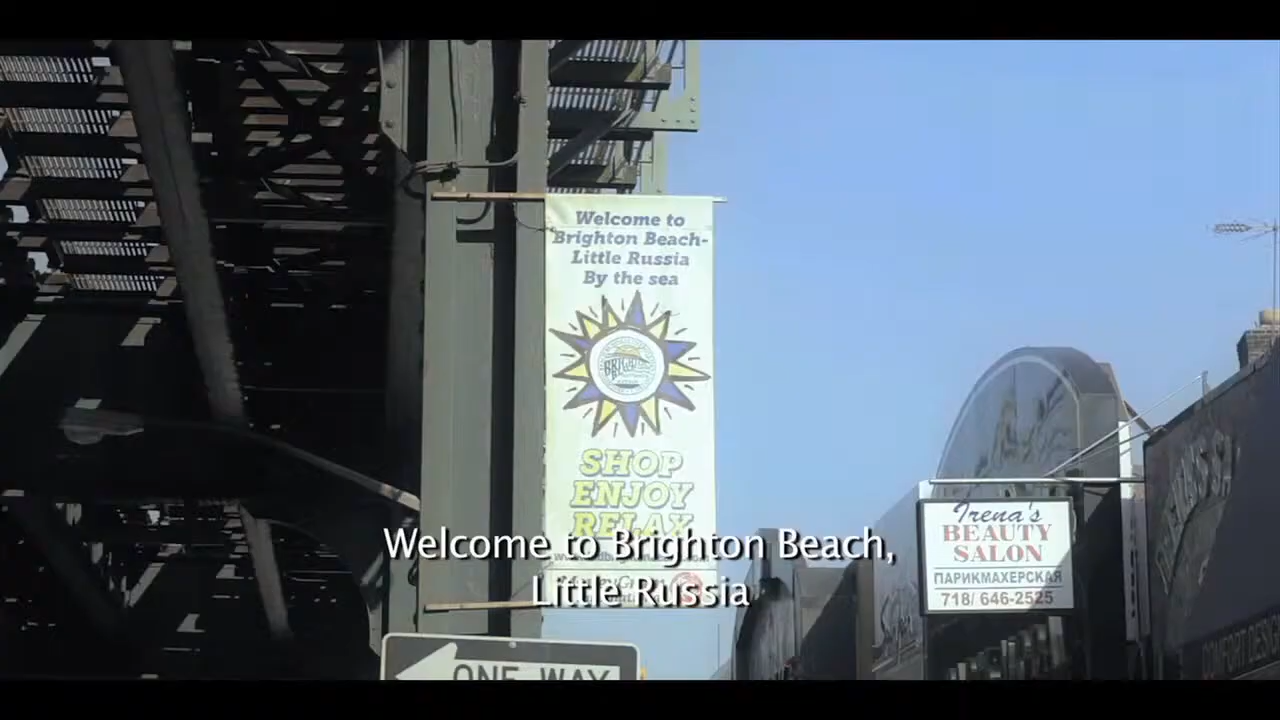 Welcome to
Brighton Beach-
Little Russia
By the sea
BRIGHTON
SHOP
ENJOY
RELAX
Welcome to Brighton Beach,
Little Russia
ONE WAY
Irena's
BEAUTY
SALON
ПАРИКМАХЕРСКАЯ
718/ 646-2525